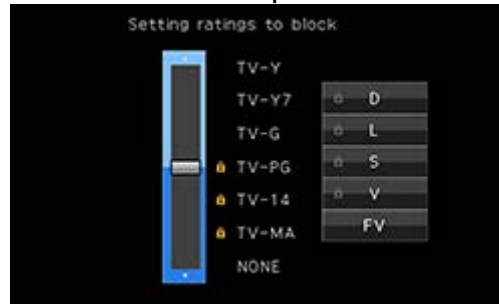 Setting ratings to block
TV-Y
TV-Y7
TV-G
TV-PG
TV-14
TV-MA
NONE
D
L
S
V
FV